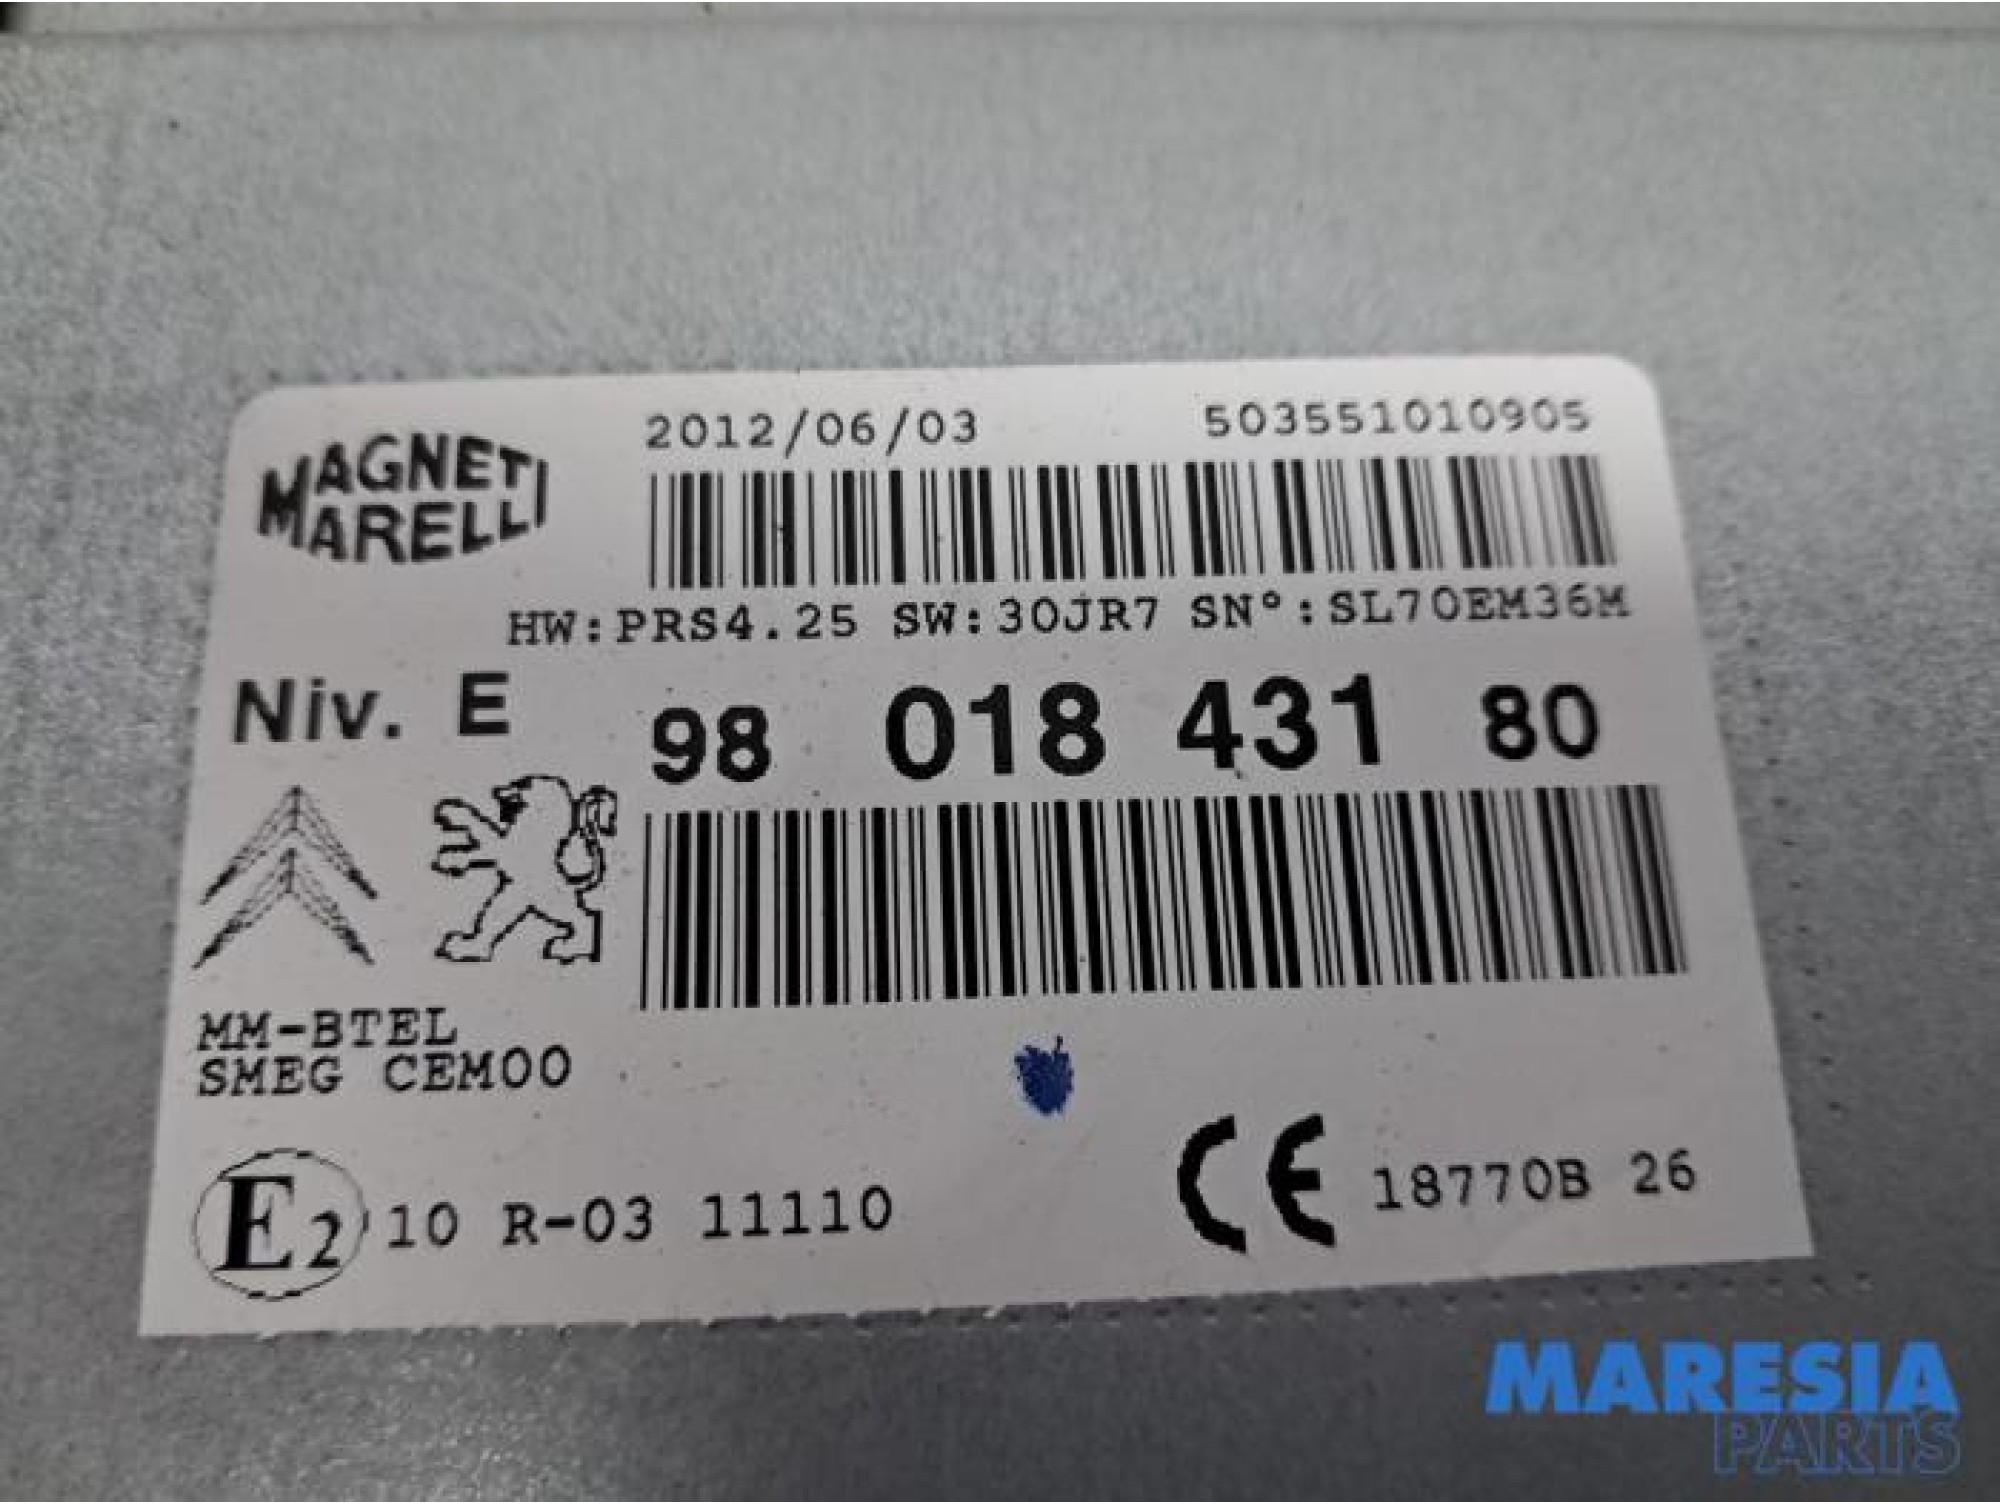 MAGNETI
MARELLI
2012/06/03 503551010905
HW:PRS4.25 SW:30JR7 SN°:SL70EM36M
Niv. E 98 018 431 80
MM-BTEL
SMEG CEM00
E2 10 R-03 11110 CE 18770B 26
MARESIA
PARTS